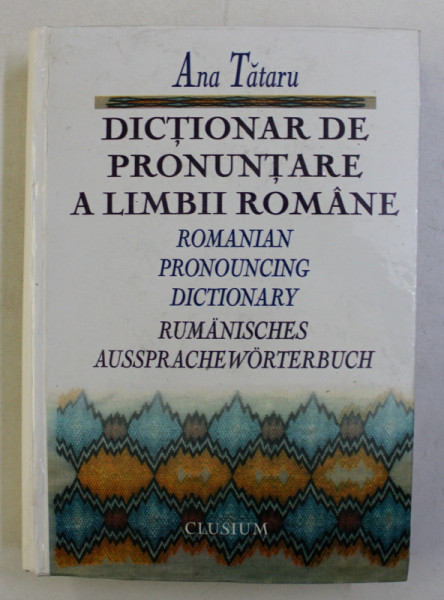 Ana Tătaru
DICȚIONAR DE
PRONUNȚARE
A LIMBII ROMÂNE
ROMANIAN
PRONOUNCING
DICTIONARY
RUMÄNISCHES
AUSSPRACHEWÖRTERBUCH
CLUSIUM